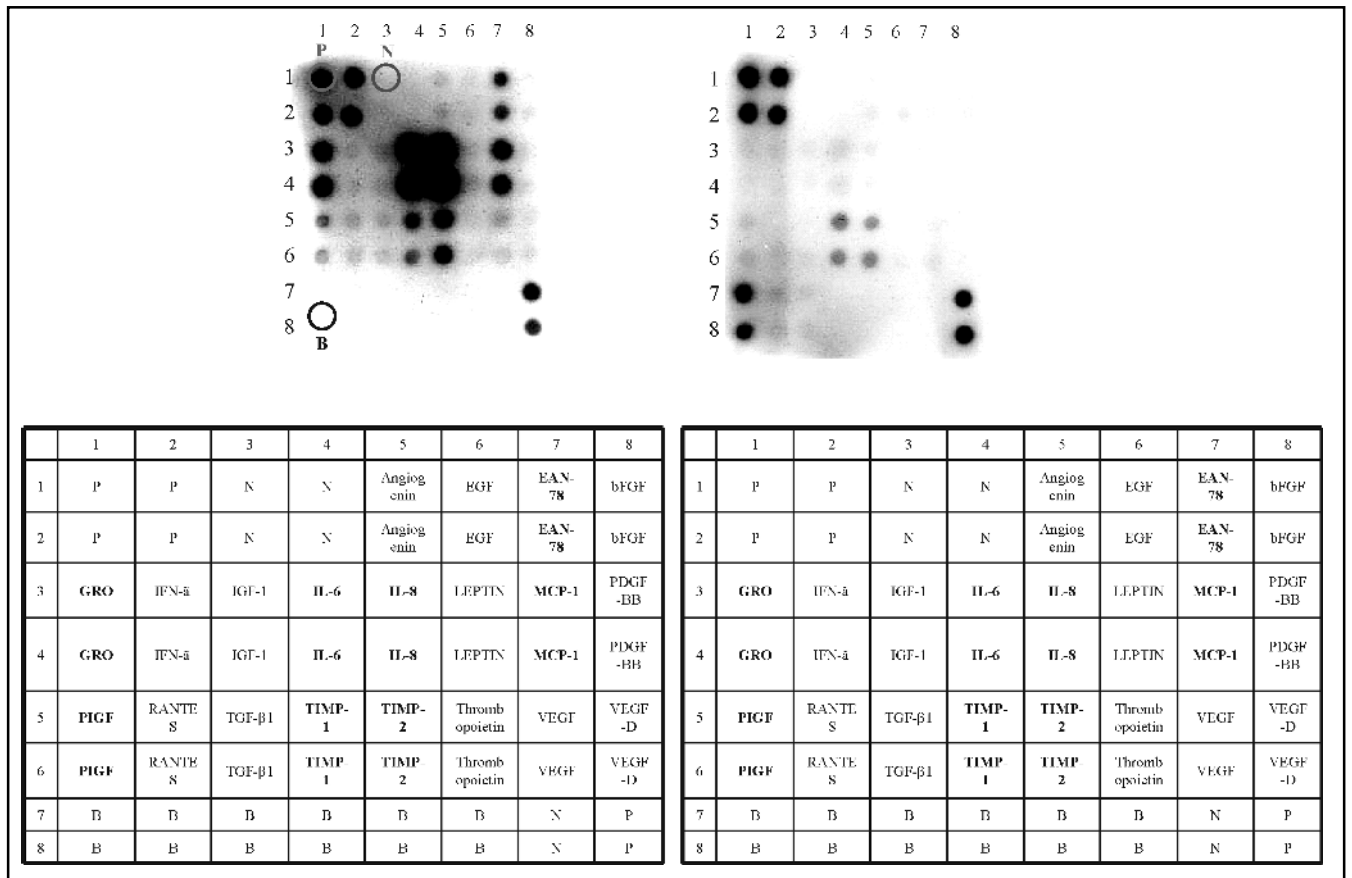 1 2 3 4 5 6 7 8
P N
1
2
3
4
5
6
7
8
B
1 2 3 4 5 6 7 8
1
2
3
4
5
6
7
8
1 2 3 4 5 6 7 8
1 P P N N Angiog enin EGF EAN-78 bFGF
2 P P N N Angiog enin EGF EAN-78 bFGF
3 GRO IFN-ã IGF-1 IL-6 IL-8 LEPTIN MCP-1 PDGF-BB
4 GRO IFN-ã IGF-1 IL-6 IL-8 LEPTIN MCP-1 PDGF-BB
5 PIGF RANTE S TGF-β1 TIMP-1 TIMP-2 Thromb opoietin VEGF VEGF-D
6 PIGF RANTE S TGF-β1 TIMP-1 TIMP-2 Thromb opoietin VEGF VEGF-D
7 B B B B B B N P
8 B B B B B B N P
1 2 3 4 5 6 7 8
1 P P N N Angiog enin EGF EAN-78 bFGF
2 P P N N Angiog enin EGF EAN-78 bFGF
3 GRO IFN-ã IGF-1 IL-6 IL-8 LEPTIN MCP-1 PDGF-BB
4 GRO IFN-ã IGF-1 IL-6 IL-8 LEPTIN MCP-1 PDGF-BB
5 PIGF RANTE S TGF-β1 TIMP-1 TIMP-2 Thromb opoietin VEGF VEGF-D
6 PIGF RANTE S TGF-β1 TIMP-1 TIMP-2 Thromb opoietin VEGF VEGF-D
7 B B B B B B N P
8 B B B B B B N P